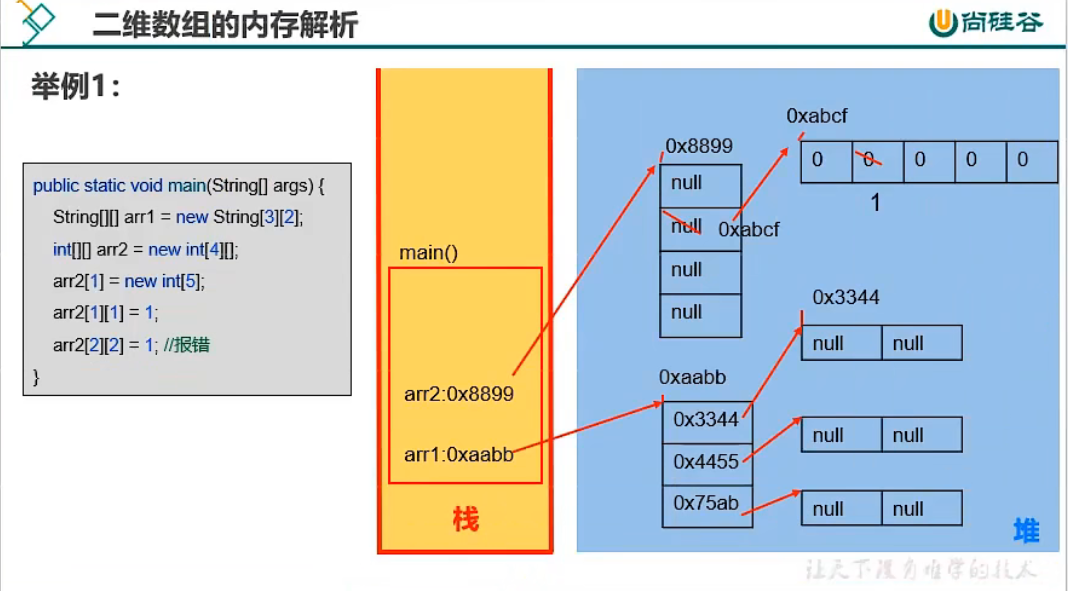 二维数组的内存解析
尚硅谷
举例1：
public static void main(String[] args) {
String[][] arr1 = new String[3][2];
int[][] arr2 = new int[4][];
arr2[1] = new int[5];
arr2[1][1] = 1;
arr2[2][2] = 1; //报错
}
main()
arr2:0x8899
arr1:0xaabb
栈
0x8899
null
null
0xabcf
null
null
0xabcf
0 0 0 0 0
1
0xaabb
0x3344
0x4455
0x75ab
0x3344
null null
null null
null null
堆
让天下没有难学的技术